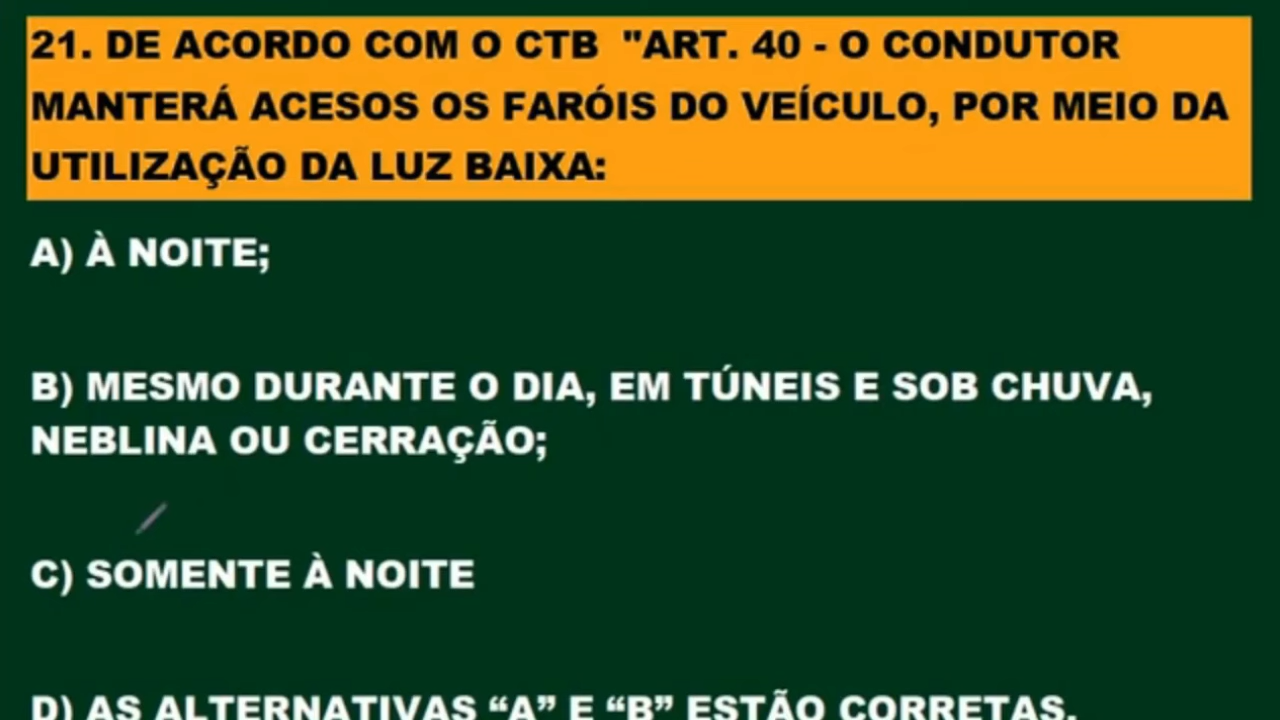 21. DE ACORDO COM O CTB "ART. 40 - O CONDUTOR
MANTERÁ ACESOS OS FARÓIS DO VEÍCULO, POR MEIO DA
UTILIZAÇÃO DA LUZ BAIXA:
A) À NOITE;
B) MESMO DURANTE O DIA, EM TÚNEIS E SOB CHUVA,
NEBLINA OU CERRAÇÃO;
C) SOMENTE À NOITE
D) AS ALTERNATIVAS “A” E “B” ESTÃO CORRETAS.